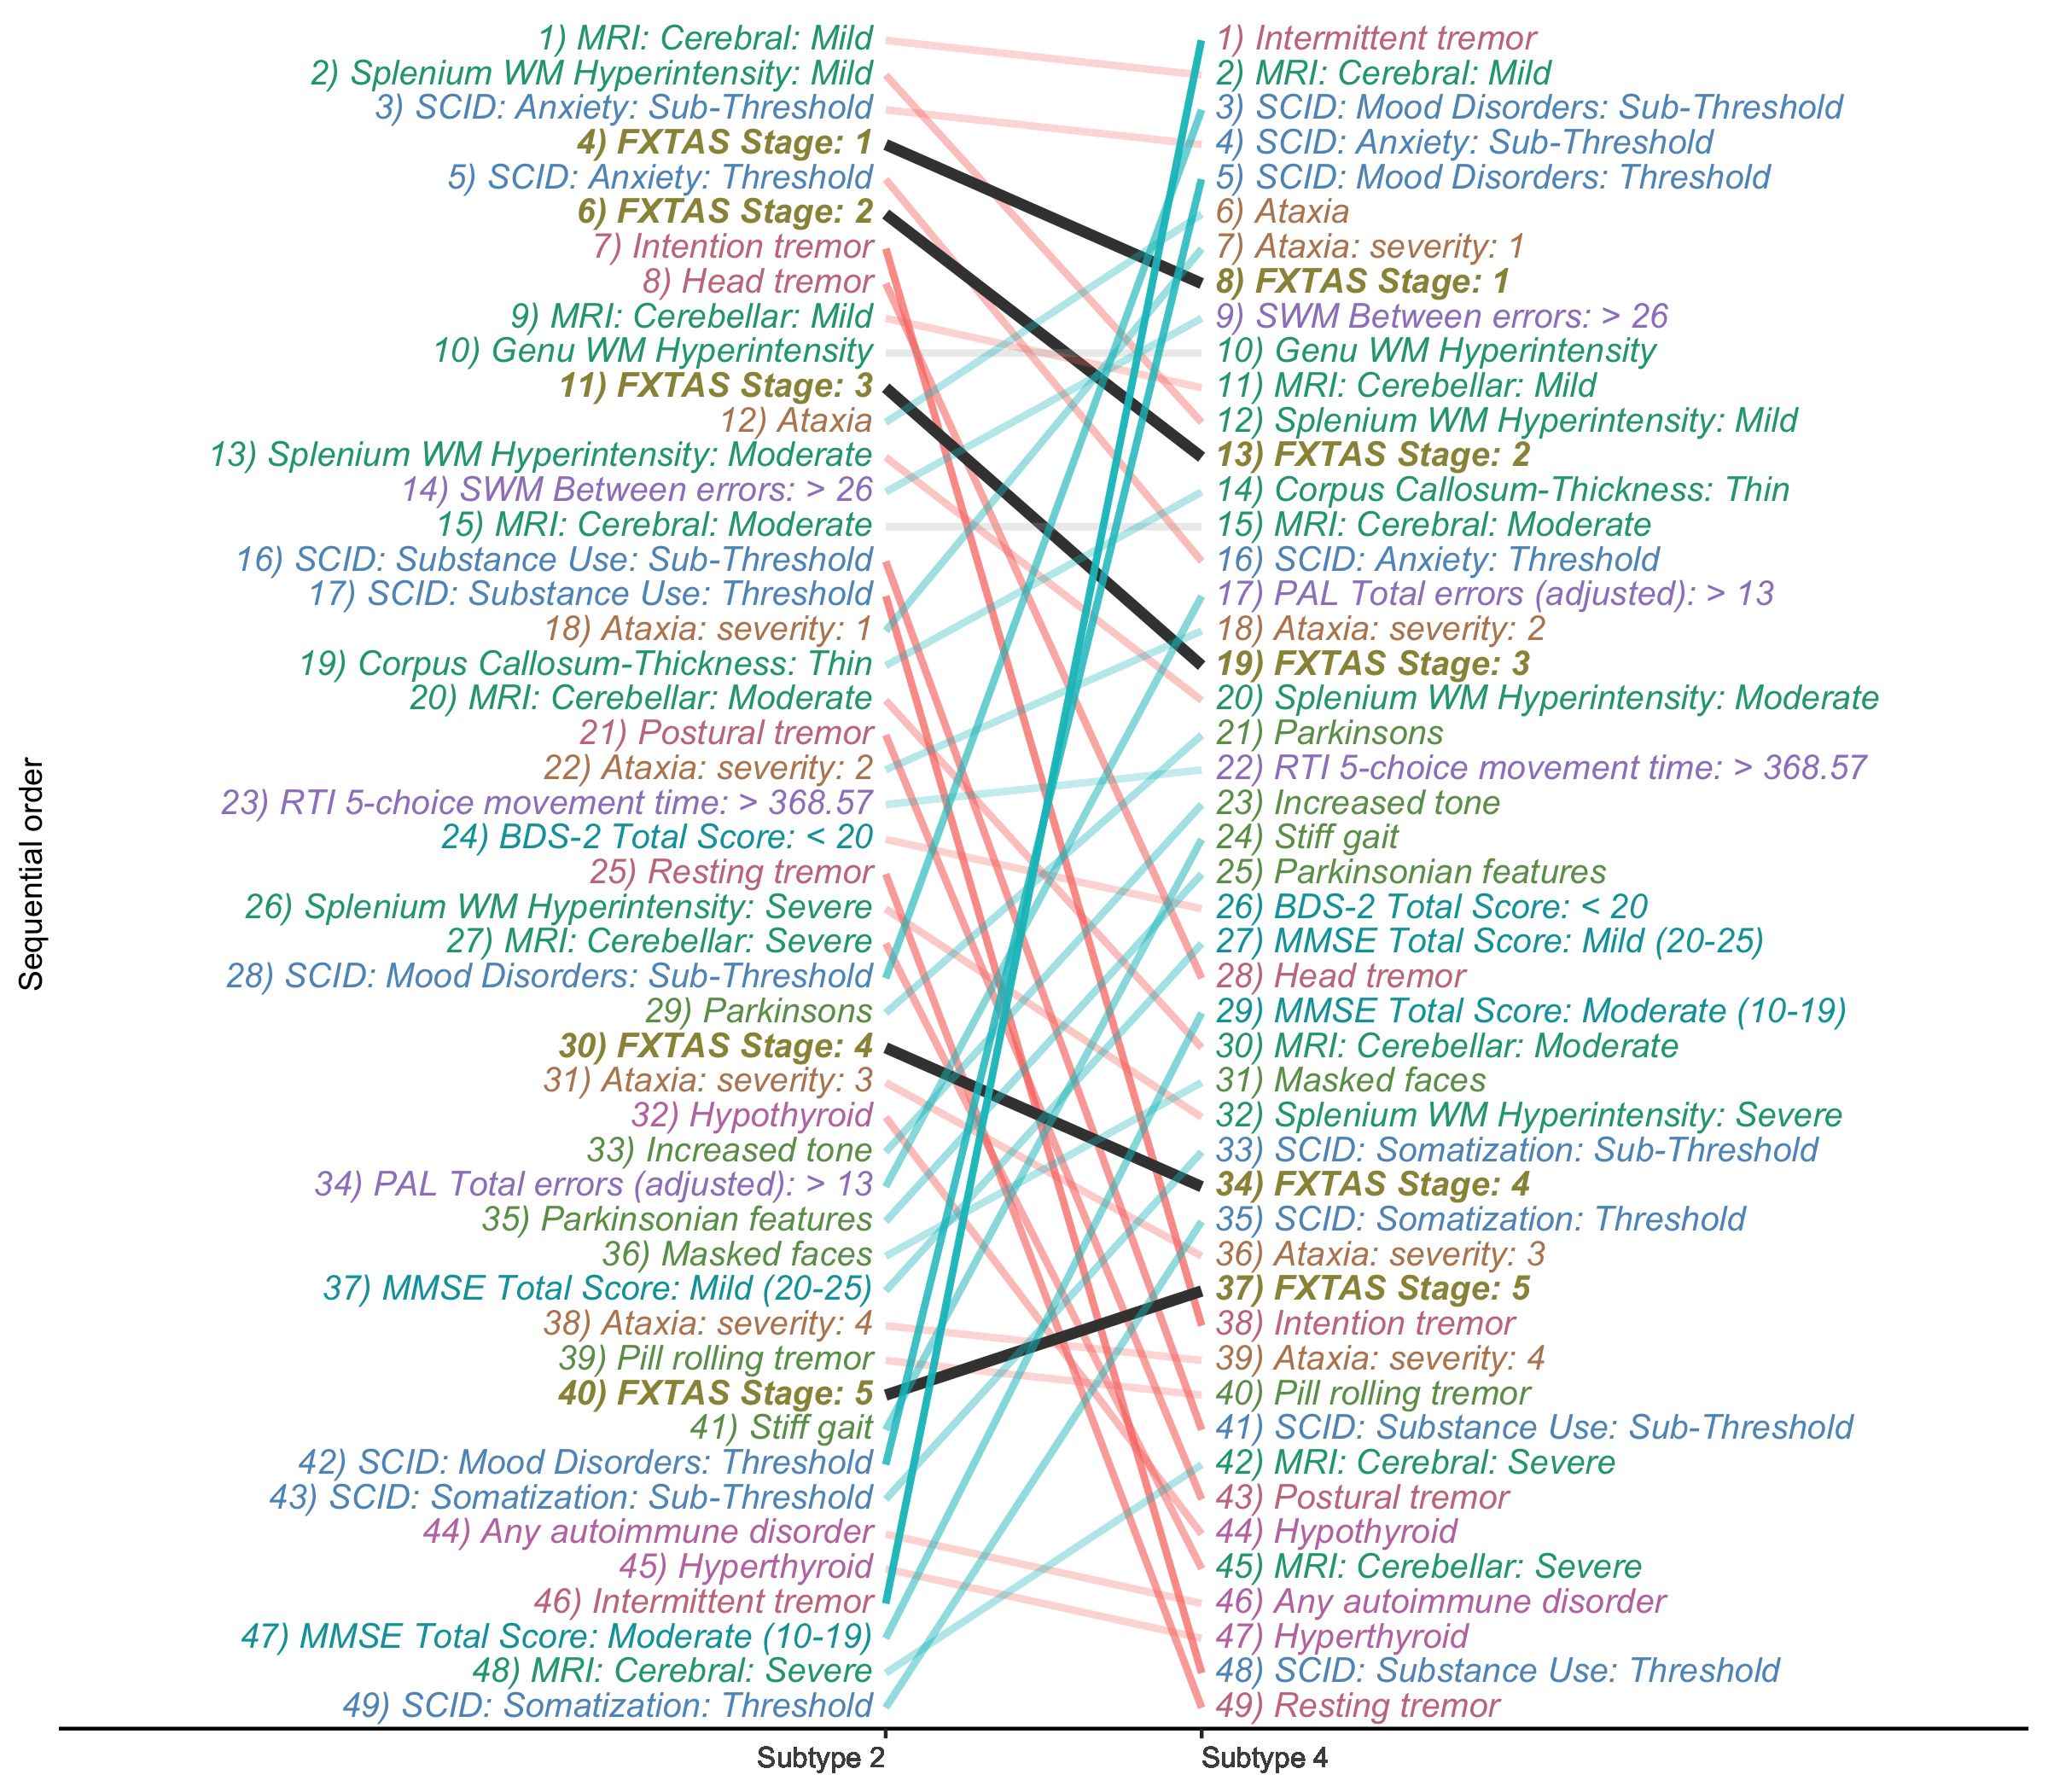 Sequential order
1) MRI: Cerebral: Mild
2) Splenium WM Hyperintensity: Mild
3) SCID: Anxiety: Sub-Threshold
4) FXTAS Stage: 1
5) SCID: Anxiety: Threshold
6) FXTAS Stage: 2
7) Intention tremor
8) Head tremor
9) MRI: Cerebellar: Mild
10) Genu WM Hyperintensity
11) FXTAS Stage: 3
12) Ataxia
13) Splenium WM Hyperintensity: Moderate
14) SWM Between errors: > 26
15) MRI: Cerebral: Moderate
16) SCID: Substance Use: Sub-Threshold
17) SCID: Substance Use: Threshold
18) Ataxia: severity: 1
19) Corpus Callosum-Thickness: Thin
20) MRI: Cerebellar: Moderate
21) Postural tremor
22) Ataxia: severity: 2
23) RTI 5-choice movement time: > 368.57
24) BDS-2 Total Score: < 20
25) Resting tremor
26) Splenium WM Hyperintensity: Severe
27) MRI: Cerebellar: Severe
28) SCID: Mood Disorders: Sub-Threshold
29) Parkinsons
30) FXTAS Stage: 4
31) Ataxia: severity: 3
32) Hypothyroid
33) Increased tone
34) PAL Total errors (adjusted): > 13
35) Parkinsonian features
36) Masked faces
37) MMSE Total Score: Mild (20-25)
38) Ataxia: severity: 4
39) Pill rolling tremor
40) FXTAS Stage: 5
41) Stiff gait
42) SCID: Mood Disorders: Threshold
43) SCID: Somatization: Sub-Threshold
44) Any autoimmune disorder
45) Hyperthyroid
46) Intermittent tremor
47) MMSE Total Score: Moderate (10-19)
48) MRI: Cerebral: Severe
49) SCID: Somatization: Threshold
1) Intermittent tremor
2) MRI: Cerebral: Mild
3) SCID: Mood Disorders: Sub-Threshold
4) SCID: Anxiety: Sub-Threshold
5) SCID: Mood Disorders: Threshold
6) Ataxia
7) Ataxia: severity: 1
8) FXTAS Stage: 1
9) SWM Between errors: > 26
10) Genu WM Hyperintensity
11) MRI: Cerebellar: Mild
12) Splenium WM Hyperintensity: Mild
13) FXTAS Stage: 2
14) Corpus Callosum-Thickness: Thin
15) MRI: Cerebral: Moderate
16) SCID: Anxiety: Threshold
17) PAL Total errors (adjusted): > 13
18) Ataxia: severity: 2
19) FXTAS Stage: 3
20) Splenium WM Hyperintensity: Moderate
21) Parkinsons
22) RTI 5-choice movement time: > 368.57
23) Increased tone
24) Stiff gait
25) Parkinsonian features
26) BDS-2 Total Score: < 20
27) MMSE Total Score: Mild (20-25)
28) Head tremor
29) MMSE Total Score: Moderate (10-19)
30) MRI: Cerebellar: Moderate
31) Masked faces
32) Splenium WM Hyperintensity: Severe
33) SCID: Somatization: Sub-Threshold
34) FXTAS Stage: 4
35) SCID: Somatization: Threshold
36) Ataxia: severity: 3
37) FXTAS Stage: 5
38) Intention tremor
39) Ataxia: severity: 4
40) Pill rolling tremor
41) SCID: Substance Use: Sub-Threshold
42) MRI: Cerebral: Severe
43) Postural tremor
44) Hypothyroid
45) MRI: Cerebellar: Severe
46) Any autoimmune disorder
47) Hyperthyroid
48) SCID: Substance Use: Threshold
49) Resting tremor
Subtype 2
Subtype 4